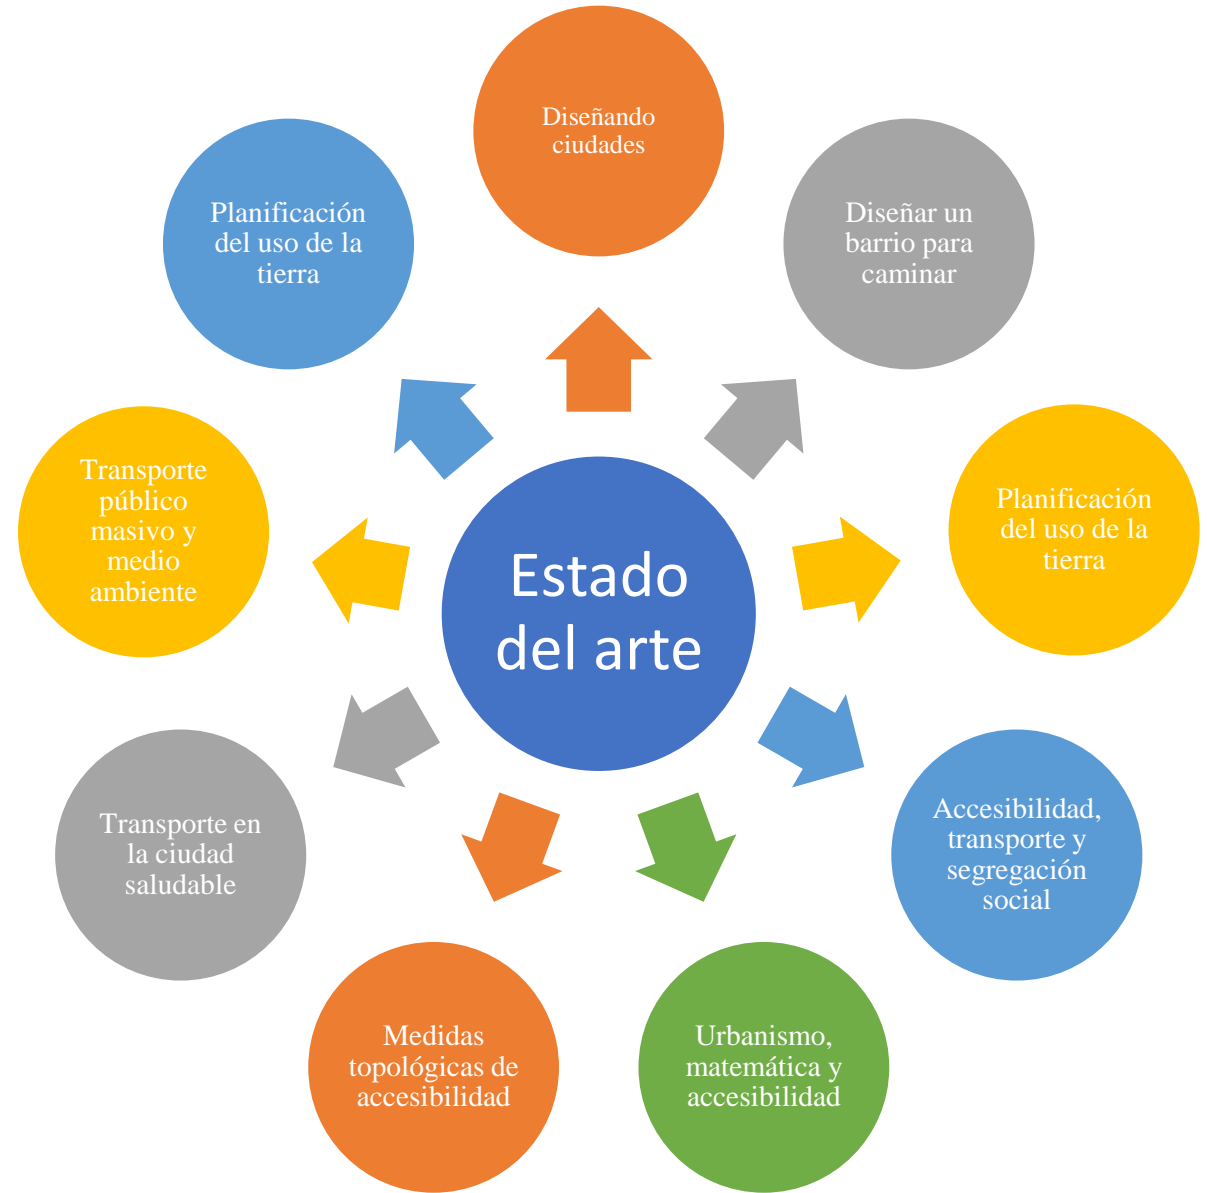 Diseñando
ciudades
Diseñar un
barrio para
caminar
Planificación
del uso de la
tierra
Accesibilidad,
transporte y
segregación
social
Urbanismo,
matemática y
accesibilidad
Medidas
topológicas de
accesibilidad
Transporte en
la ciudad
saludable
Transporte
público
masivo y
medio
ambiente
Planificación
del uso de la
tierra
Estado
del arte